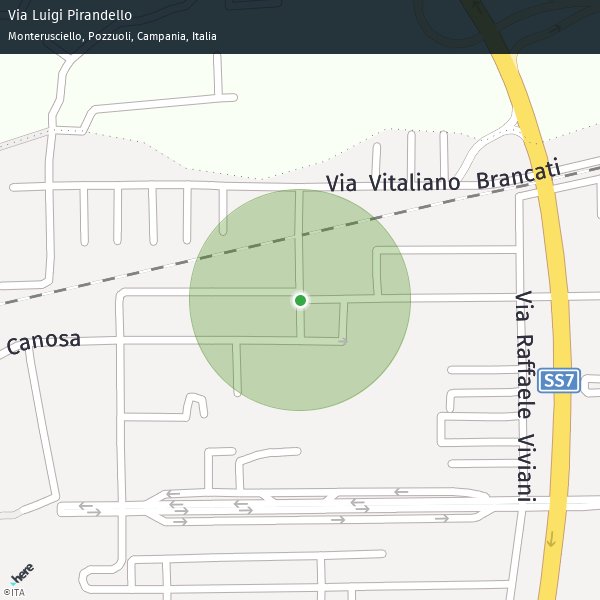 Via Luigi Pirandello
Monterusciello, Pozzuoli, Campania, Italia
Via Vitaliano Brancati
Canosa
Via Raffaele Viviani
SS7
here
©ITA